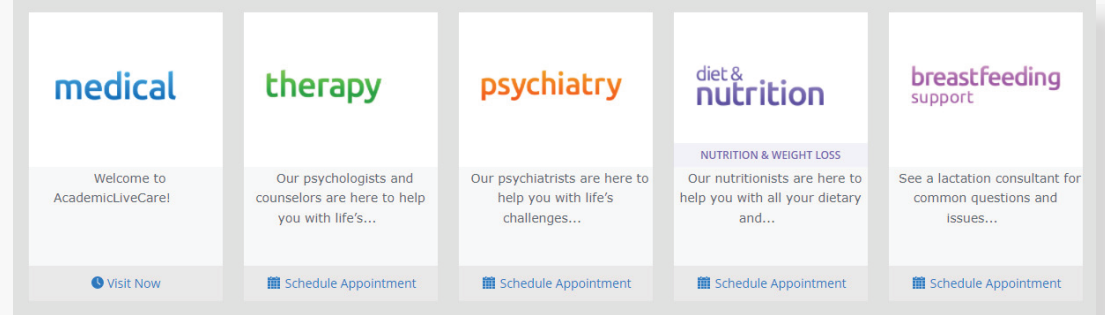 medical
Welcome to
AcademicLiveCare!
Visit Now
therapy
Our psychologists and
counselors are here to help
you with life's...
Schedule Appointment
psychiatry
Our psychiatrists are here to
help you with life's
challenges...
Schedule Appointment
diet &
nutrition
NUTRITION & WEIGHT LOSS
Our nutritionists are here to
help you with all your dietary
and...
Schedule Appointment
breastfeeding
support
See a lactation consultant for
common questions and
issues...
Schedule Appointment